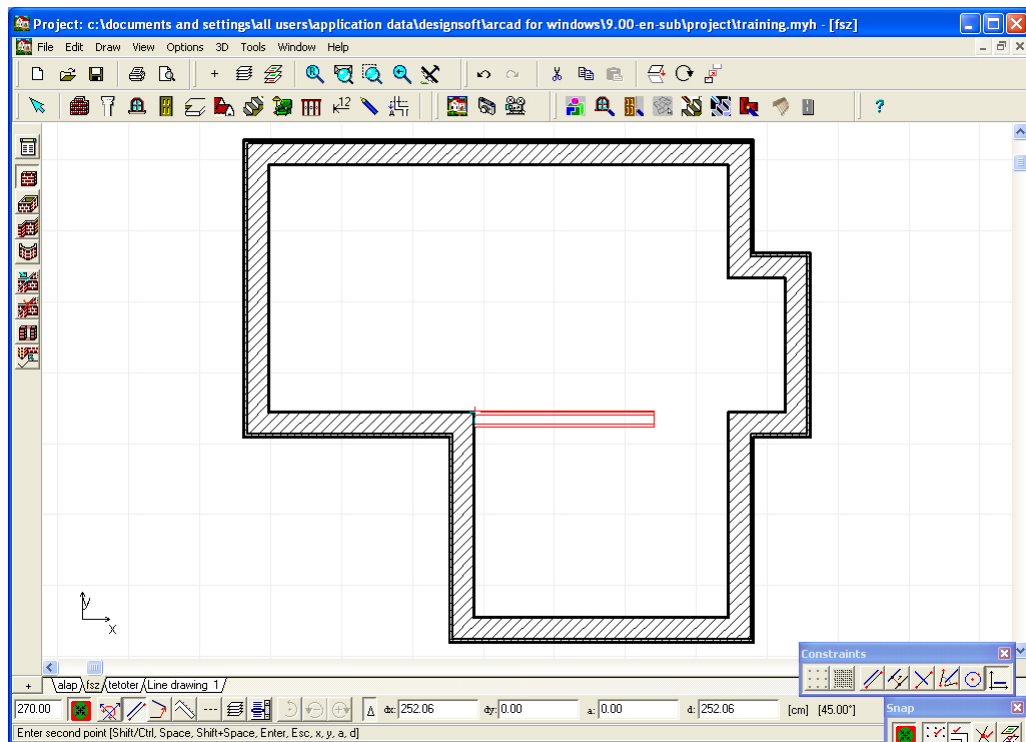 Project: c:\documents and settings\all users\application data\designsoft\arcad for windows\9.00-en-sub\project\training.myh - [fsz]
File Edit Draw View Options 3D Tools Window Help
R
12
?
y
x
Constraints
+ alap fsz tetoter Line drawing 1
270.00 Δ dx: 252.06 dy: 0.00 a: 0.00 d: 252.06 [cm] [45.00°]
Snap
Enter second point [Shift/Ctrl, Space, Shift+Space, Enter, Esc, x, y, a, d]